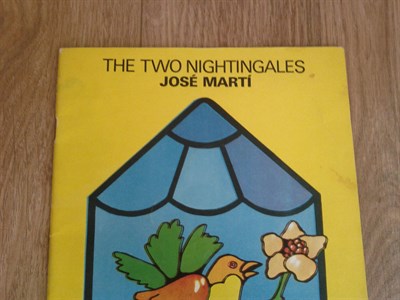 THE TWO NIGHTINGALES
JOSÉ MARTÍ